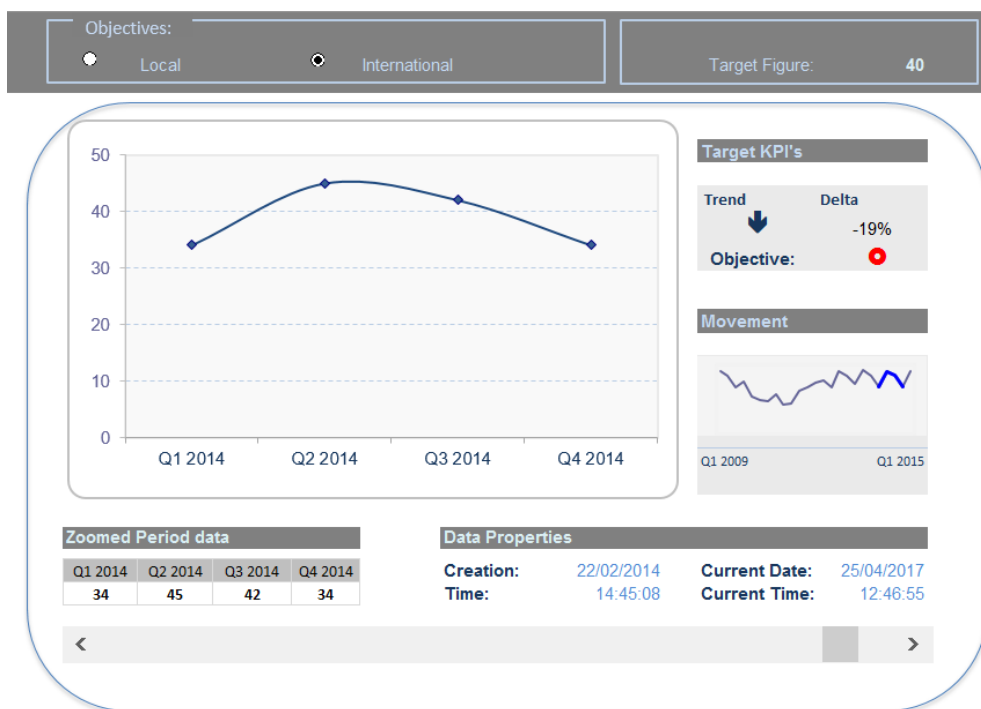 Objectives:
Local International Target Figure: 40
50
40
30
20
10
0
Q1 2014 Q2 2014 Q3 2014 Q4 2014
Target KPI's
Trend Delta
-19%
Objective:
Movement
Q1 2009 Q1 2015
Zoomed Period data
Q1 2014 Q2 2014 Q3 2014 Q4 2014
34 45 42 34
Data Properties
Creation: 22/02/2014 Current Date: 25/04/2017
Time: 14:45:08 Current Time: 12:46:55